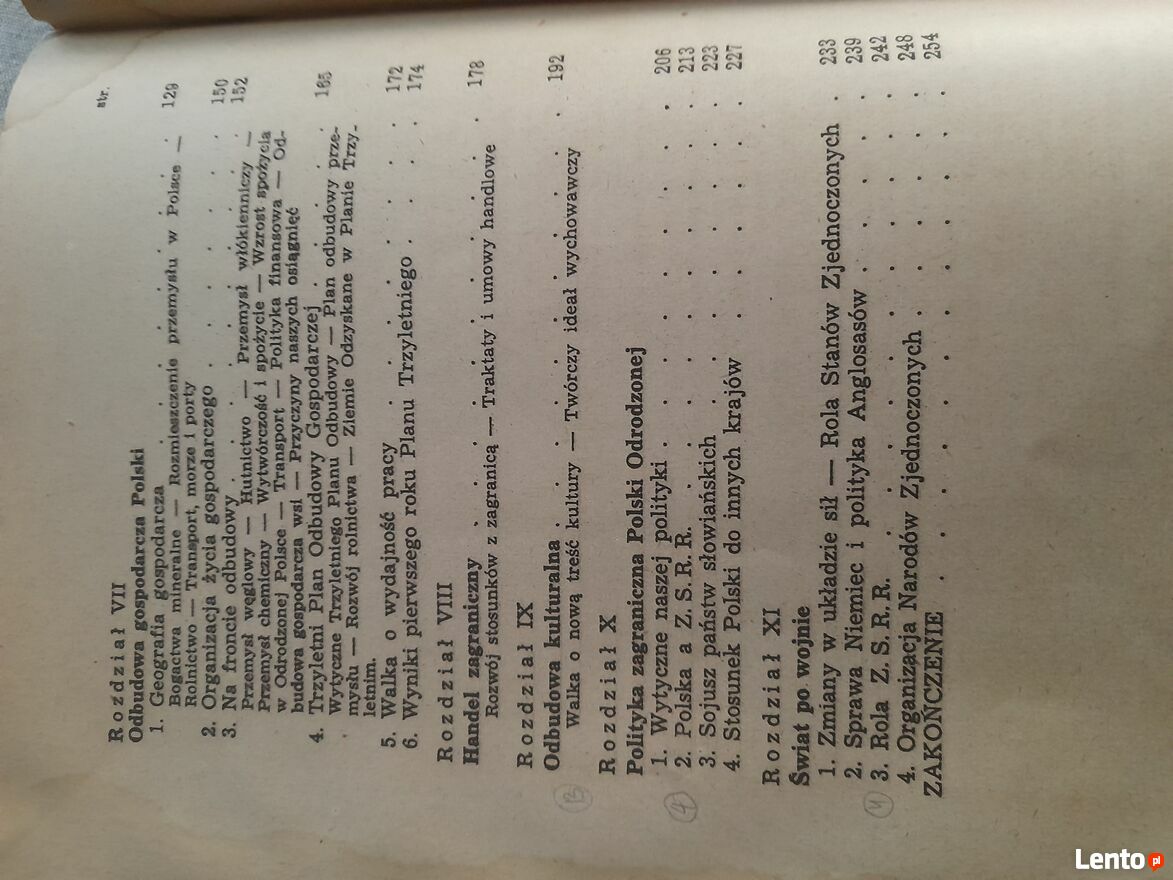 str.
Rozdział VII
Odbudowa gospodarcza Polski
1. Geografia gospodarcza . . . . . . . 129
Bogactwa mineralne — Rozmieszczenie przemysłu w Polsce —
Rolnictwo — Transport, morze i porty
2. Organizacja życia gospodarczego . . . . . . . 150
3. Na froncie odbudowy . . . . . . . 152
Przemysł węglowy — Hutnictwo — Przemysł włókienniczy —
Przemysł chemiczny — Wytwórczość i spożycie — Wzrost spożycia
w Odrodzonej Polsce — Transport — Polityka finansowa — Od-
budowa gospodarcza wsi — Przyczyny naszych osiągnięć
4. Trzyletni Plan Odbudowy Gospodarczej . . . . 165
Wytyczne Trzyletniego Planu Odbudowy — Plan odbudowy prze-
mysłu — Rozwój rolnictwa — Ziemie Odzyskane w Planie Trzy-
letnim.
5. Walka o wydajność pracy . . . . . . . 172
6. Wyniki pierwszego roku Planu Trzyletniego . . . . 174
Rozdział VIII
Handel zagraniczny . . . . . . . 178
Rozwój stosunków z zagranicą — Traktaty i umowy handlowe
Rozdział IX
Odbudowa kulturalna . . . . . . . 192
Walka o nową treść kultury — Twórczy ideał wychowawczy
Rozdział X
Polityka zagraniczna Polski Odrodzonej
1. Wytyczne naszej polityki . . . . . . . 206
2. Polska a Z. S. R. R. . . . . . . . 213
3. Sojusz państw słowiańskich . . . . . . . 223
4. Stosunek Polski do innych krajów . . . . . . . 227
Rozdział XI
Świat po wojnie
1. Zmiany w układzie sił — Rola Stanów Zjednoczonych . 233
2. Sprawa Niemiec i polityka Anglosasów . . . . . 239
3. Rola Z. S. R. R. . . . . . . . 242
4. Organizacja Narodów Zjednoczonych . . . . . . 248
ZAKOŃCZENIE . . . . . . . 254
Lento.pl